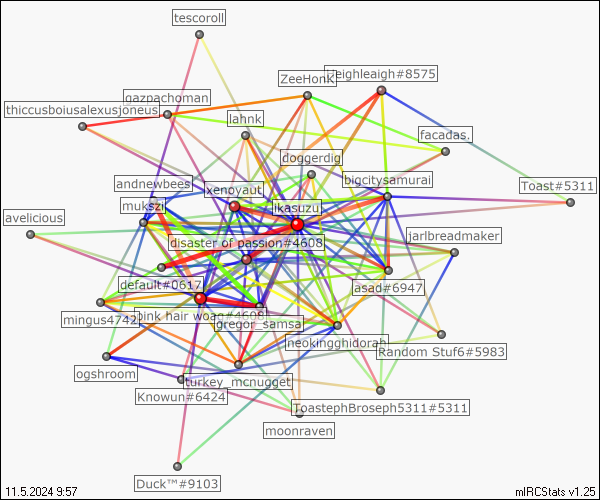 tescoroll
ZeeHonk
Heighleaigh#8575
gazpachoman
thiccusboiusalexusjoneus
lahnk
facadas.
doggerdig
andnewbees
xenoyaut
bigcitysamurai
Toast#5311
mukszi
ikasuzu
avelicious
disaster of passion#4608
jarlbreadmaker
default#0617
asad#6947
mingus4742
pink hair woag#4608
gregor_samsa
neokingghidorah
Random Stuf6#5983
ogshroom
turkey_mcnugget
Knowun#6424
ToastephBroseph5311#5311
moonraven
Duck™#9103
11.5.2024 9:57
mIRCStats v1.25